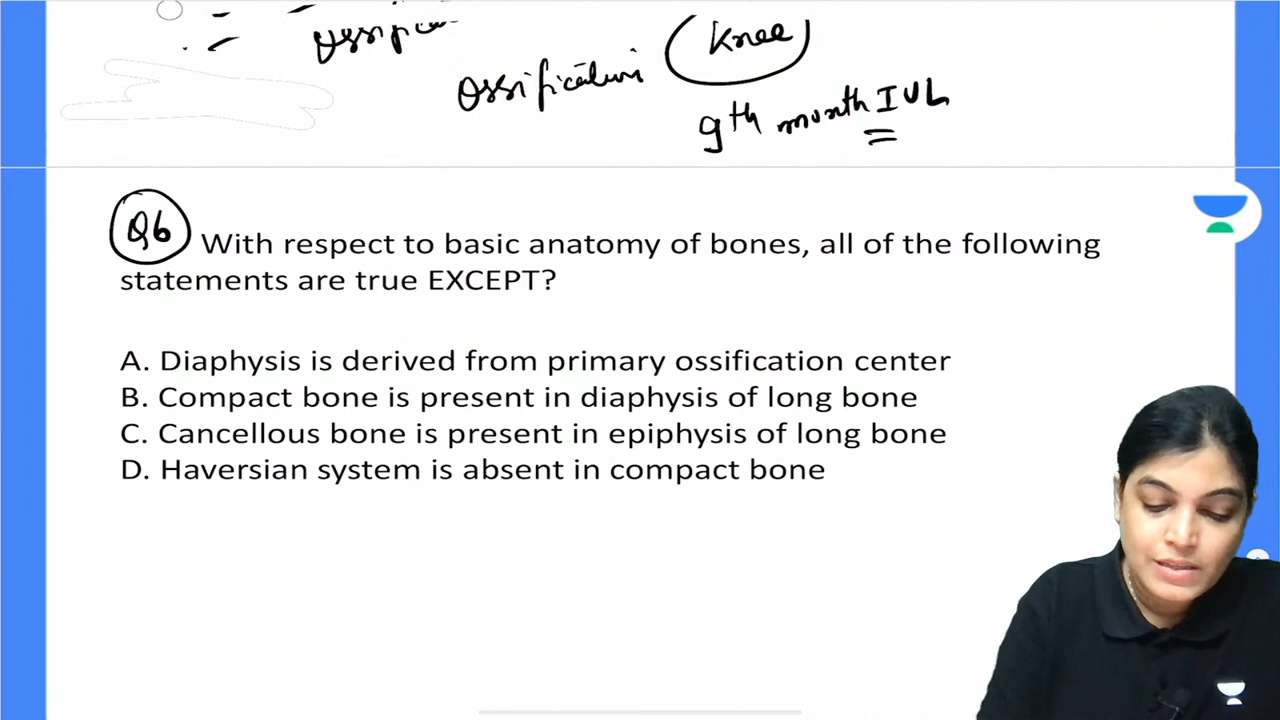 Ossification
Knee
9th month IUL
Q6
With respect to basic anatomy of bones, all of the following
statements are true EXCEPT?
A. Diaphysis is derived from primary ossification center
B. Compact bone is present in diaphysis of long bone
C. Cancellous bone is present in epiphysis of long bone
D. Haversian system is absent in compact bone